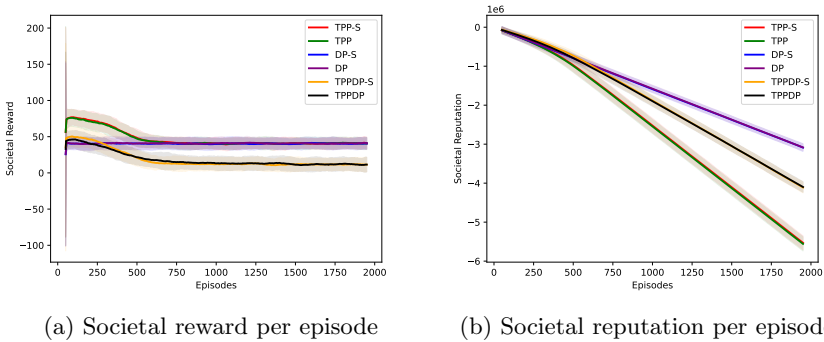 200
150
100
50
0
−50
−100
Societal Reward
0
250
500
750
1000
1250
1500
1750
2000
Episodes
TPP-S
TPP
DP-S
DP
TPPDP-S
TPPDP
(a) Societal reward per episode
1e6
0
−1
−2
−3
−4
−5
−6
Societal Reputation
0
250
500
750
1000
1250
1500
1750
2000
Episodes
TPP-S
TPP
DP-S
DP
TPPDP-S
TPPDP
(b) Societal reputation per episod